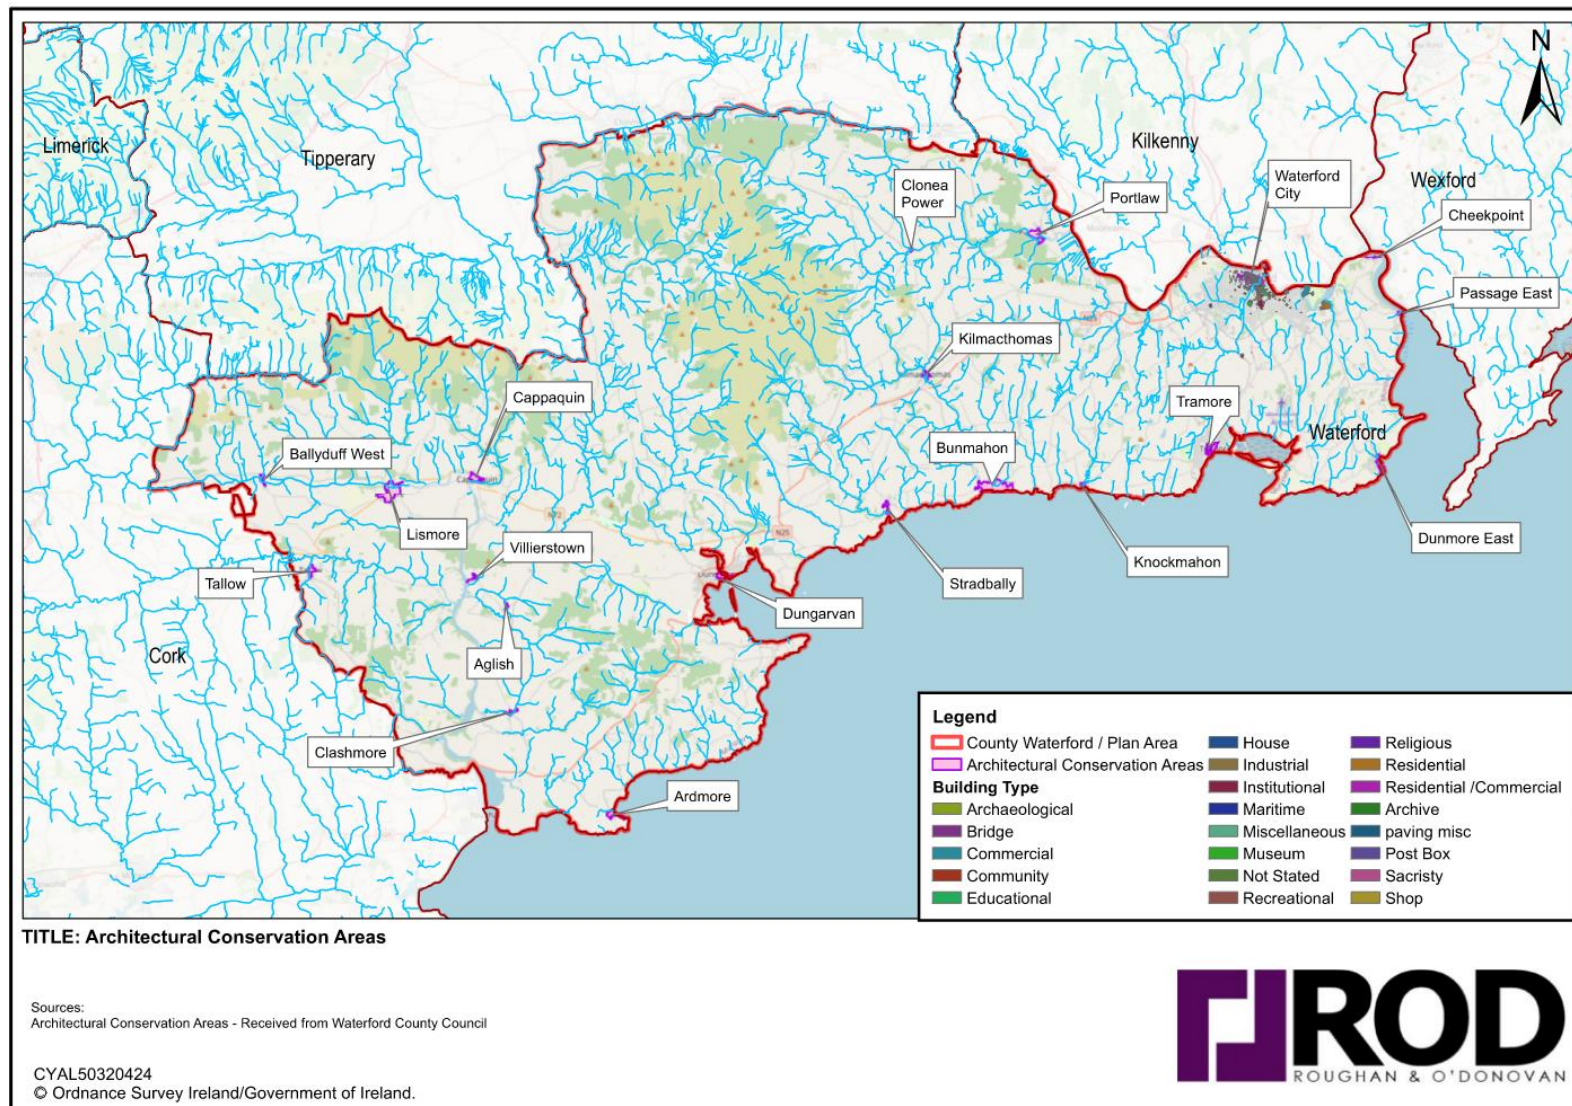 N
Limerick
Tipperary
Kilkenny
Wexford
Waterford
Cork
Clonea
Power
Portlaw
Waterford
City
Cheekpoint
Passage East
Kilmacthomas
Cappaquin
Tramore
Ballyduff West
Bunmahon
Lismore
Villierstown
Tallow
Stradbally
Knockmahon
Dunmore East
Dungarvan
Aglish
Clashmore
Ardmore
N72
N25
Legend
County Waterford / Plan Area
Architectural Conservation Areas
Building Type
Archaeological
Bridge
Commercial
Community
Educational
House
Industrial
Institutional
Maritime
Miscellaneous
Museum
Not Stated
Recreational
Religious
Residential
Residential /Commercial
Archive
paving misc
Post Box
Sacristy
Shop
TITLE: Architectural Conservation Areas
Sources:
Architectural Conservation Areas - Received from Waterford County Council
CYAL50320424
© Ordnance Survey Ireland/Government of Ireland.
ROD
ROUGHAN & O'DONOVAN